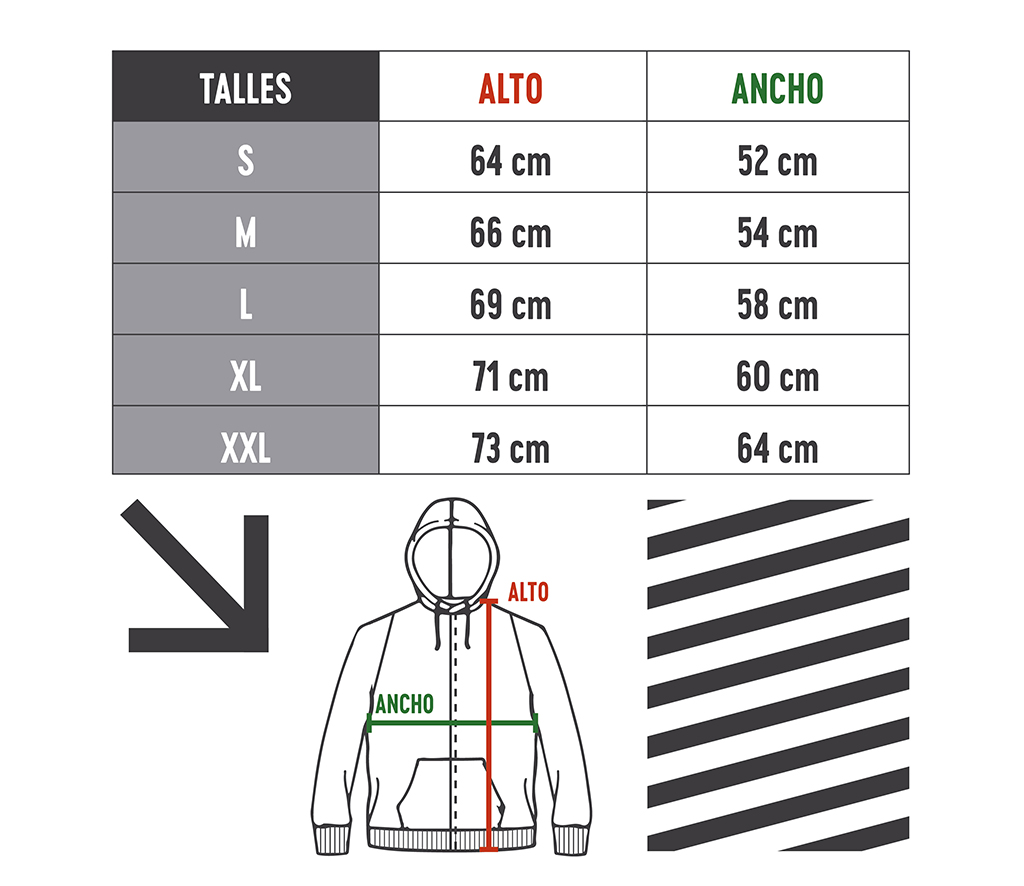 TALLES ALTO ANCHO
S 64 cm 52 cm
M 66 cm 54 cm
L 69 cm 58 cm
XL 71 cm 60 cm
XXL 73 cm 64 cm
ALTO
ANCHO